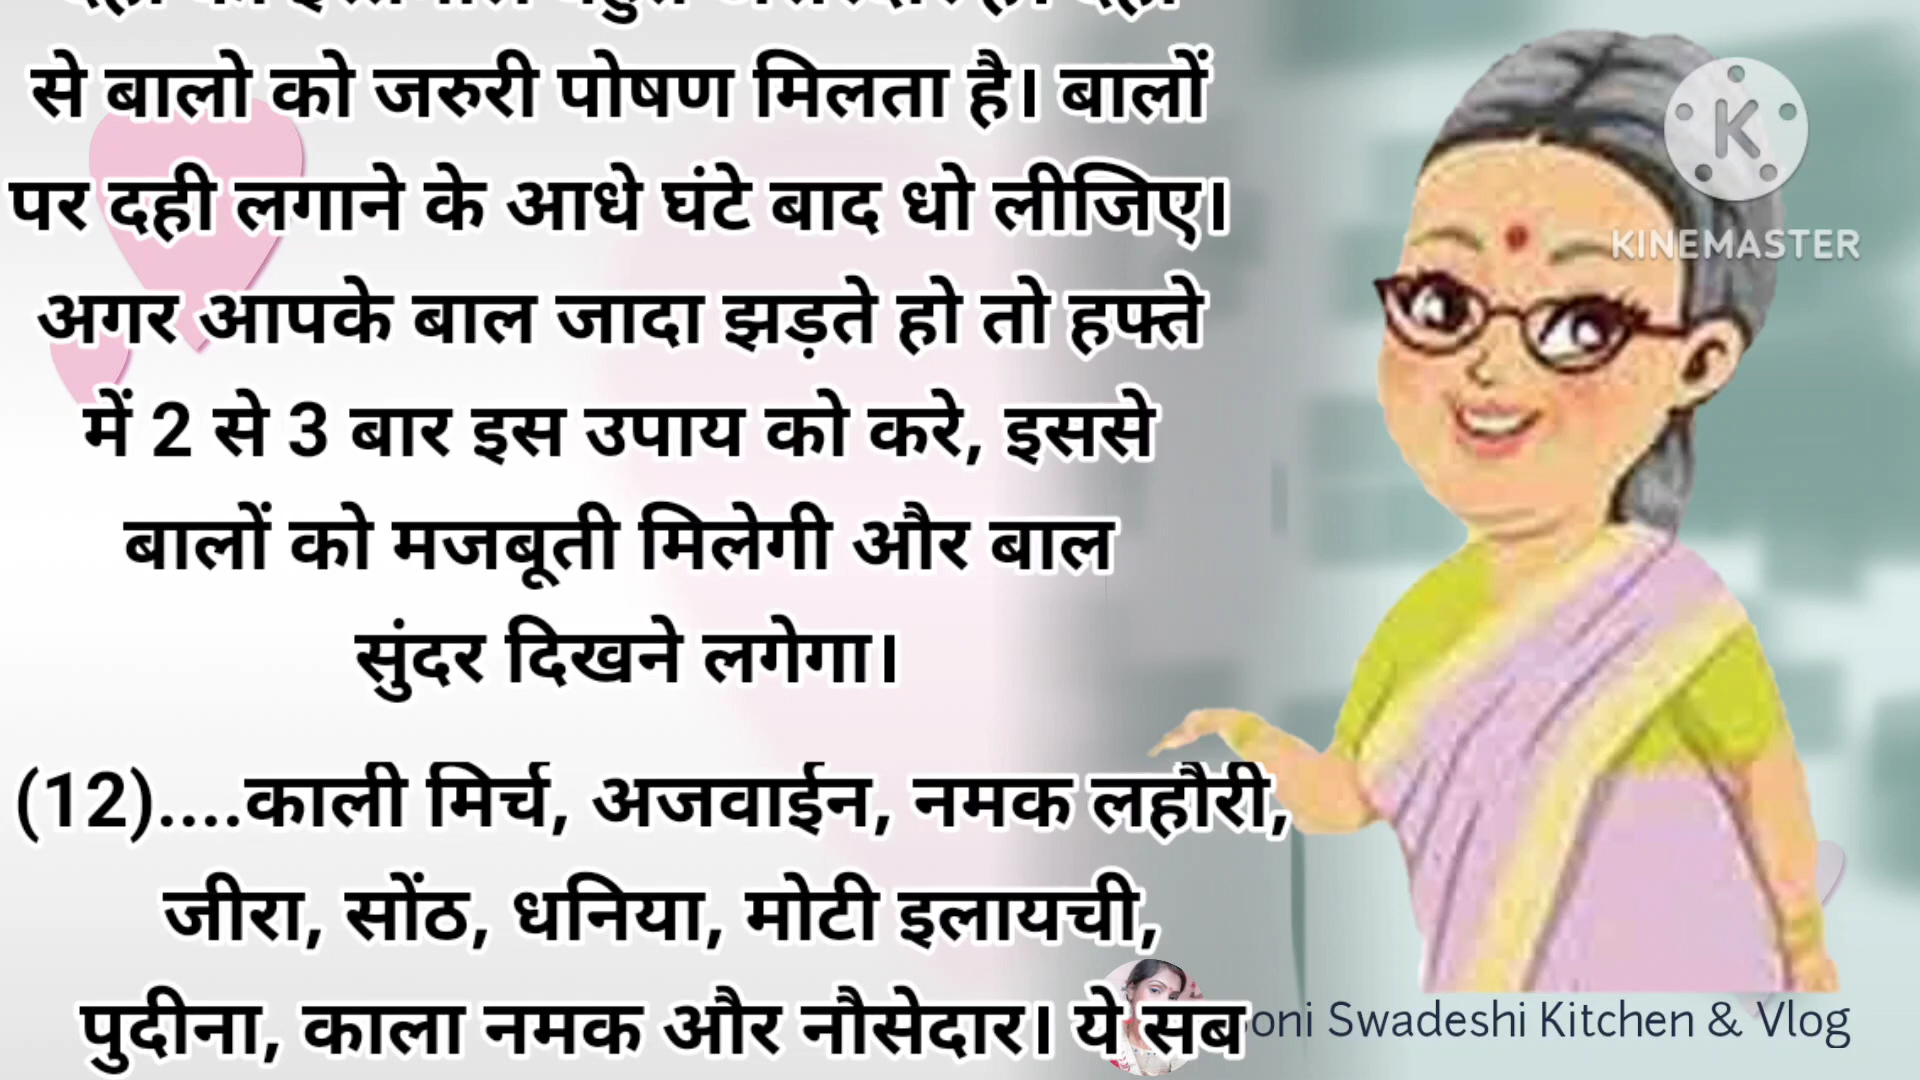 से बालो को जरुरी पोषण मिलता है। बालों
पर दही लगाने के आधे घंटे बाद धो लीजिए।
अगर आपके बाल जादा झड़ते हो तो हफ्ते
में 2 से 3 बार इस उपाय को करे, इससे
बालों को मजबूती मिलेगी और बाल
सुंदर दिखने लगेगा।
(12)....काली मिर्च, अजवाईन, नमक लहौरी,
जीरा, सोंठ, धनिया, मोटी इलायची,
पुदीना, काला नमक और नौसेदार। ये सब
K
KINEMASTER
Swadeshi Kitchen & Vlog